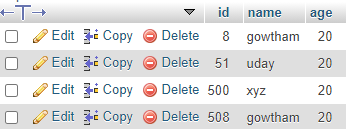 id name age
Edit Copy Delete 8 gowtham 20
Edit Copy Delete 51 uday 20
Edit Copy Delete 500 xyz 20
Edit Copy Delete 508 gowtham 20